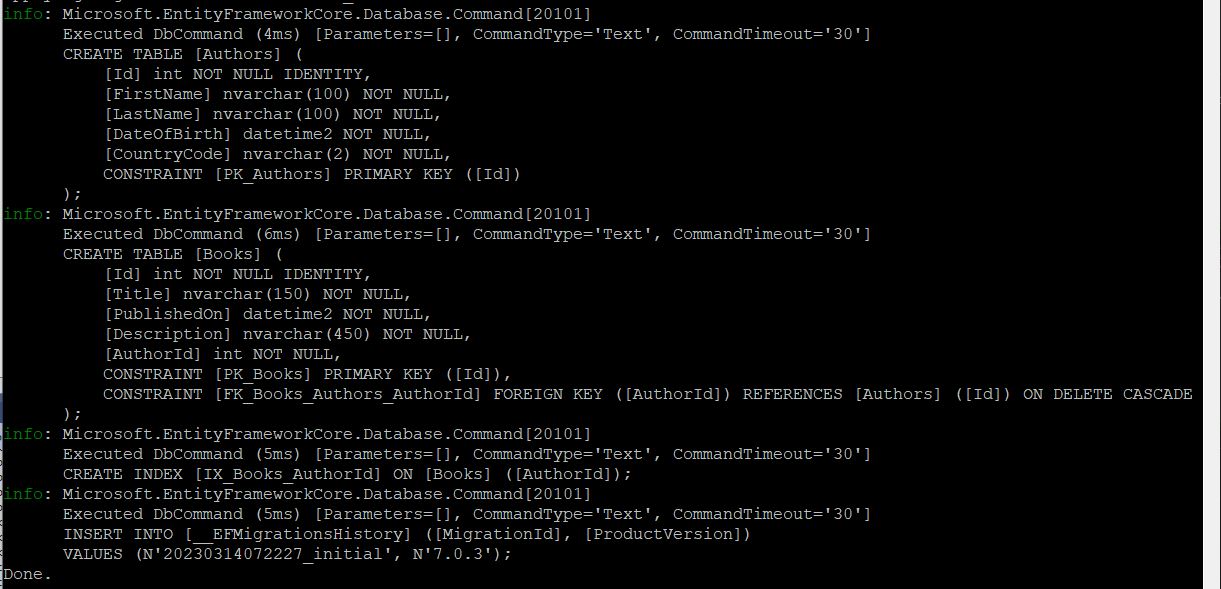 info: Microsoft.EntityFrameworkCore.Database.Command[20101]
Executed DbCommand (4ms) [Parameters=[], CommandType='Text', CommandTimeout='30']
CREATE TABLE [Authors] (
[Id] int NOT NULL IDENTITY,
[FirstName] nvarchar(100) NOT NULL,
[LastName] nvarchar(100) NOT NULL,
[DateOfBirth] datetime2 NOT NULL,
[CountryCode] nvarchar(2) NOT NULL,
CONSTRAINT [PK_Authors] PRIMARY KEY ([Id])
);
info: Microsoft.EntityFrameworkCore.Database.Command[20101]
Executed DbCommand (6ms) [Parameters=[], CommandType='Text', CommandTimeout='30']
CREATE TABLE [Books] (
[Id] int NOT NULL IDENTITY,
[Title] nvarchar(150) NOT NULL,
[PublishedOn] datetime2 NOT NULL,
[Description] nvarchar(450) NOT NULL,
[AuthorId] int NOT NULL,
CONSTRAINT [PK_Books] PRIMARY KEY ([Id]),
CONSTRAINT [FK_Books_Authors_AuthorId] FOREIGN KEY ([AuthorId]) REFERENCES [Authors] ([Id]) ON DELETE CASCADE
);
info: Microsoft.EntityFrameworkCore.Database.Command[20101]
Executed DbCommand (5ms) [Parameters=[], CommandType='Text', CommandTimeout='30']
CREATE INDEX [IX_Books_AuthorId] ON [Books] ([AuthorId]);
info: Microsoft.EntityFrameworkCore.Database.Command[20101]
Executed DbCommand (5ms) [Parameters=[], CommandType='Text', CommandTimeout='30']
INSERT INTO [__EFMigrationsHistory] ([MigrationId], [ProductVersion])
VALUES (N'20230314072227_initial', N'7.0.3');
Done.